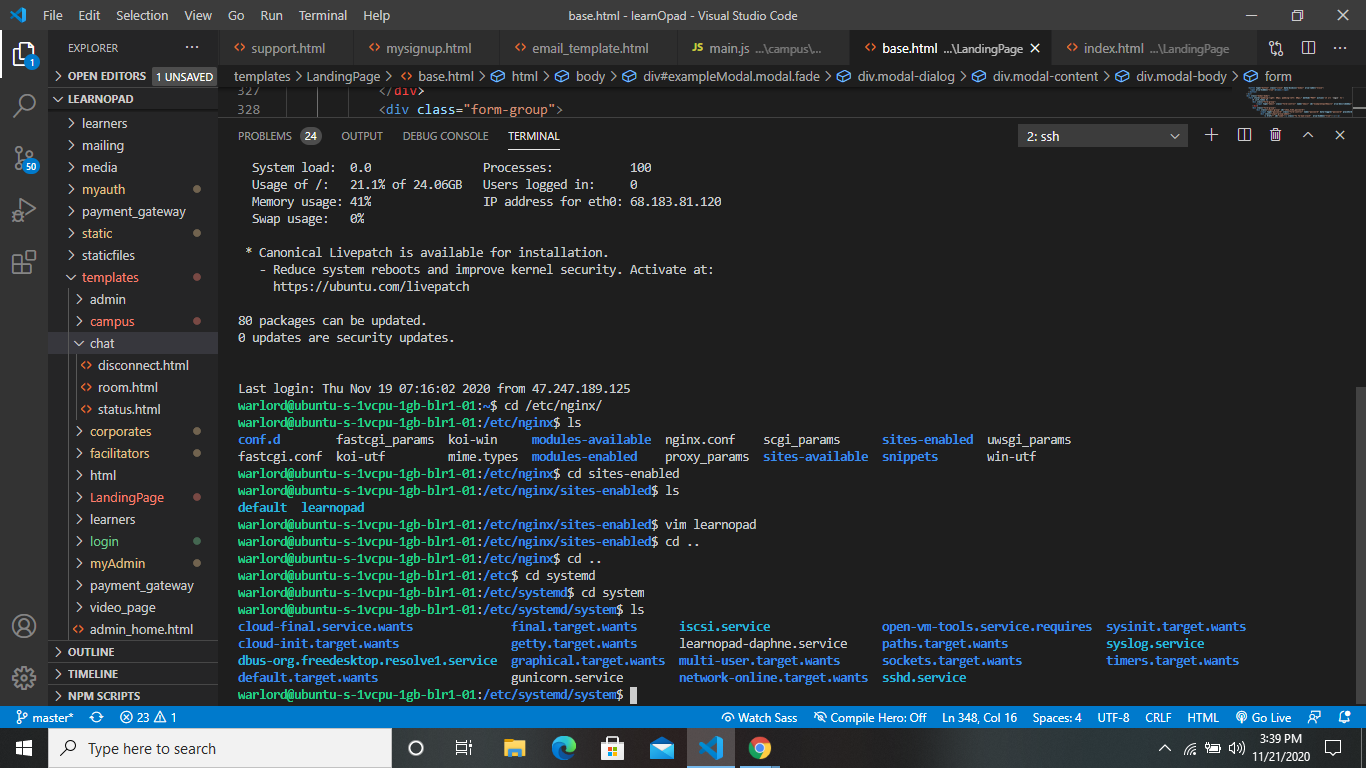 File Edit Selection View Go Run Terminal Help base.html - learnOpad - Visual Studio Code
EXPLORER ... support.html mysignup.html email_template.html JS main.js ...\campus\... base.html ...\LandingPage index.html ...\LandingPage
1
OPEN EDITORS 1 UNSAVED
templates > LandingPage > base.html > html > body > div#exampleModal.modal.fade > div.modal-dialog > div.modal-content > div.modal-body > form
LEARNOPAD
learners
mailing
media
myauth
payment_gateway
static
staticfiles
templates
admin
campus
chat
disconnect.html
room.html
status.html
corporates
facilitators
html
LandingPage
learners
login
myAdmin
payment_gateway
video_page
admin_home.html
OUTLINE
TIMELINE
NPM SCRIPTS
50
327 </div>
328 <div class="form-group">
PROBLEMS 24 OUTPUT DEBUG CONSOLE TERMINAL 2: ssh
System load: 0.0 Processes: 100
Usage of /: 21.1% of 24.06GB Users logged in: 0
Memory usage: 41% IP address for eth0: 68.183.81.120
Swap usage: 0%
* Canonical Livepatch is available for installation.
- Reduce system reboots and improve kernel security. Activate at:
https://ubuntu.com/livepatch
80 packages can be updated.
0 updates are security updates.
Last login: Thu Nov 19 07:16:02 2020 from 47.247.189.125
warlord@ubuntu-s-1vcpu-1gb-blr1-01:~$ cd /etc/nginx/
warlord@ubuntu-s-1vcpu-1gb-blr1-01:/etc/nginx$ ls
conf.d fastcgi_params koi-win modules-available nginx.conf scgi_params sites-enabled uwsgi_params
fastcgi.conf koi-utf mime.types modules-enabled proxy_params sites-available snippets win-utf
warlord@ubuntu-s-1vcpu-1gb-blr1-01:/etc/nginx$ cd sites-enabled
warlord@ubuntu-s-1vcpu-1gb-blr1-01:/etc/nginx/sites-enabled$ ls
default learnopad
warlord@ubuntu-s-1vcpu-1gb-blr1-01:/etc/nginx/sites-enabled$ vim learnopad
warlord@ubuntu-s-1vcpu-1gb-blr1-01:/etc/nginx/sites-enabled$ cd ..
warlord@ubuntu-s-1vcpu-1gb-blr1-01:/etc/nginx$ cd ..
warlord@ubuntu-s-1vcpu-1gb-blr1-01:/etc$ cd systemd
warlord@ubuntu-s-1vcpu-1gb-blr1-01:/etc/systemd$ cd system
warlord@ubuntu-s-1vcpu-1gb-blr1-01:/etc/systemd/system$ ls
cloud-final.service.wants final.target.wants iscsi.service open-vm-tools.service.requires sysinit.target.wants
cloud-init.target.wants getty.target.wants learnopad-daphne.service paths.target.wants syslog.service
dbus-org.freedesktop.resolve1.service graphical.target.wants multi-user.target.wants sockets.target.wants timers.target.wants
default.target.wants gunicorn.service network-online.target.wants sshd.service
warlord@ubuntu-s-1vcpu-1gb-blr1-01:/etc/systemd/system$
master* 23 1 Watch Sass Compile Hero: Off Ln 348, Col 16 Spaces: 4 UTF-8 CRLF HTML Go Live
Type here to search
3:39 PM
11/21/2020